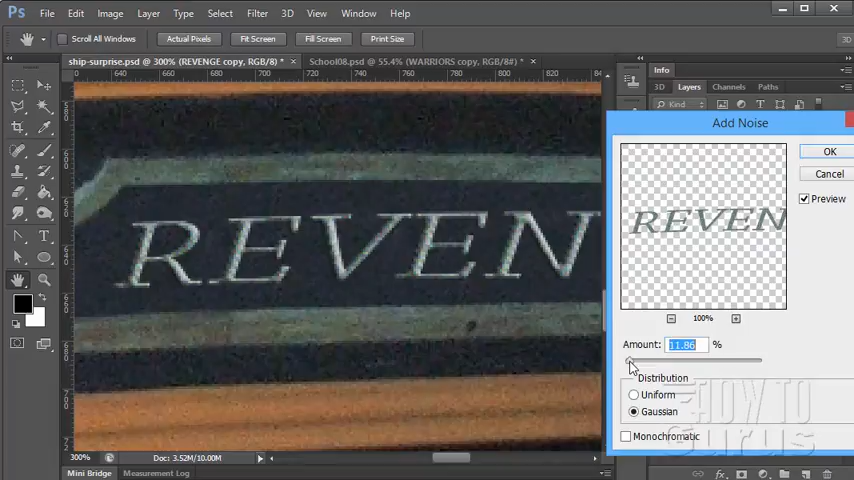 Ps File Edit Image Layer Type Select Filter 3D View Window Help
Scroll All Windows Actual Pixels Fit Screen Fill Screen Print Size 3D
ship-surprise.psd @ 300% (REVENGE copy, RGB/8) * × School08.psd @ 55.4% (WARRIORS copy, RGB/8#) * ×
Info
3D Layers Channels Paths
Kind
640 660 680 700 720 740 760 780 800 820
REVEN
Add Noise
OK
Cancel
Preview
REVEN
100%
Amount: 11.86 %
Distribution
Uniform
Gaussian
Monochromatic
HOW TO
Gurus
300% Doc: 3.52M/10.00M
Mini Bridge Measurement Log